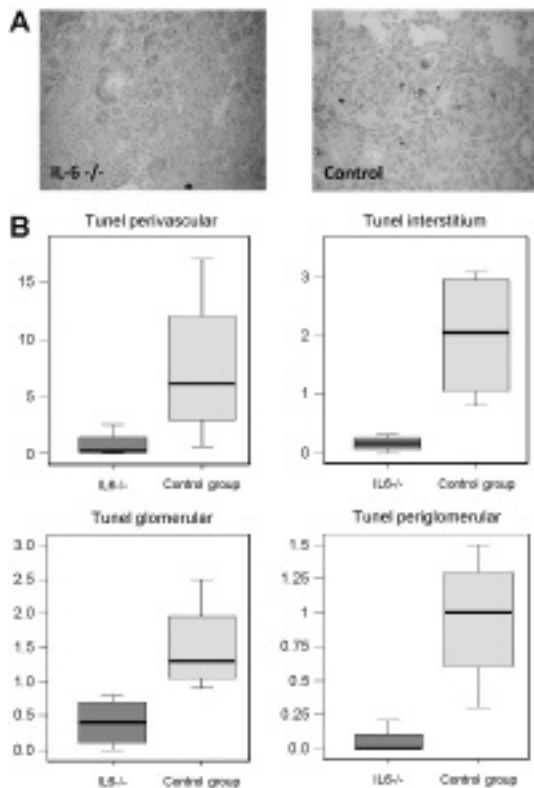 A
IL-6 -/-
Control
B
Tunel perivascular
15
10
5
0
IL6-/-
Control group
Tunel interstitium
3
2
1
0
IL6-/-
Control group
Tunel glomerular
3.0
2.5
2.0
1.5
1.0
0.5
0.0
IL6-/-
Control group
Tunel periglomerular
1.5
1.25
1
0.75
0.5
0.25
0.0
IL6-/-
Control group